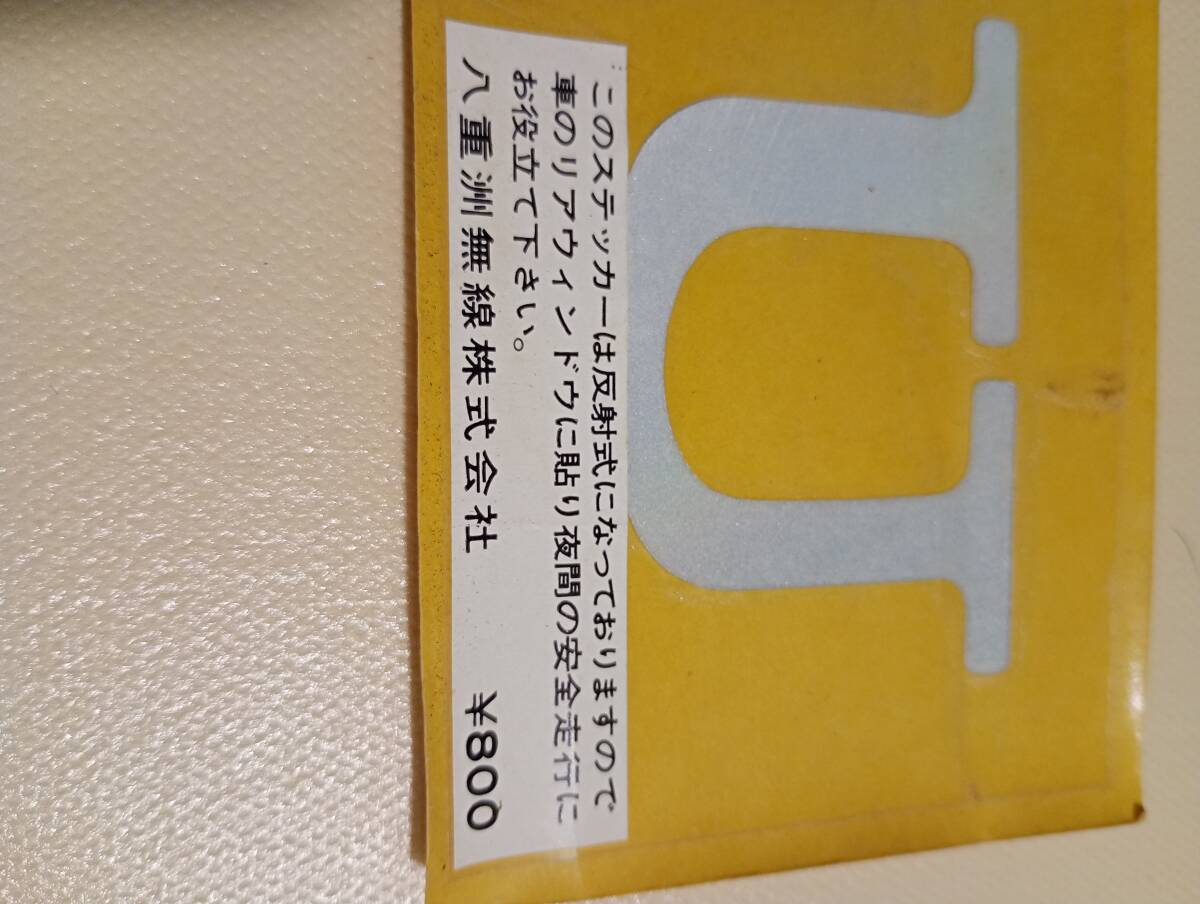 U
このステッカーは反射式になっておりますので
車のリアウィンドウに貼り夜間の安全走行に
お役立て下さい。
八重洲無線株式会社 ¥800